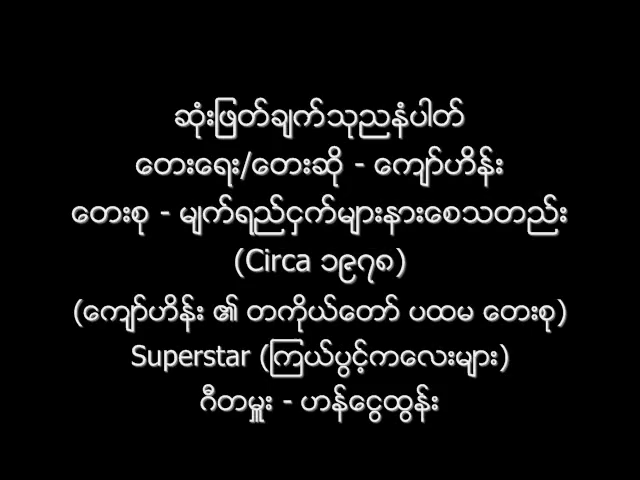 ဆုံးဖြတ်ချက်သုညနံပါတ်
တေးရေး/တေးဆို - ကျော်ဟိန်း
တေးစု - မျက်ရည်ငှက်များနားစေသတည်း
(Circa ၁၉၇၈)
(ကျော်ဟိန်း ၏ တကိုယ်တော် ပထမ တေးစု)
Superstar (ကြယ်ပွင့်ကလေးများ)
ဂီတမှူး - ဟန်ငွေထွန်း